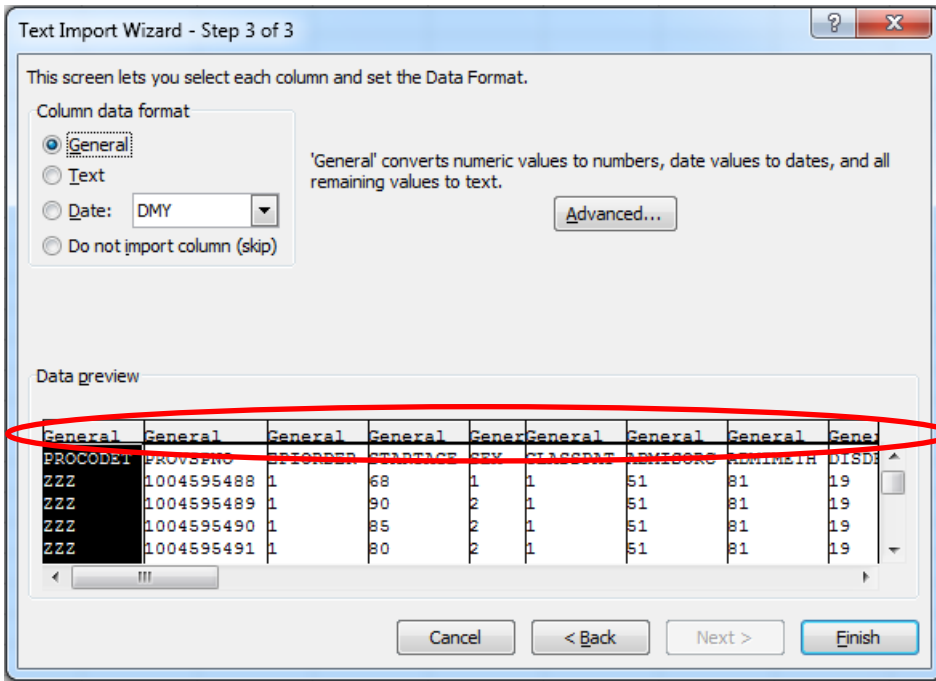 Text Import Wizard - Step 3 of 3
This screen lets you select each column and set the Data Format.
Column data format
General
Text
Date: DMY
Do not import column (skip)
'General' converts numeric values to numbers, date values to dates, and all
remaining values to text.
Advanced...
Data preview
General General General General Gener General General General Gener
PROCODET PROVSPNO EPIORDER STARTAGE SEX CLASSPAT ADMISORC ADMIMETH DISDE
ZZZ 1004595488 1 68 1 1 51 81 19
ZZZ 1004595489 1 90 2 1 51 81 19
ZZZ 1004595490 1 85 2 1 51 81 19
ZZZ 1004595491 1 80 2 1 51 81 19
Cancel < Back Next > Finish